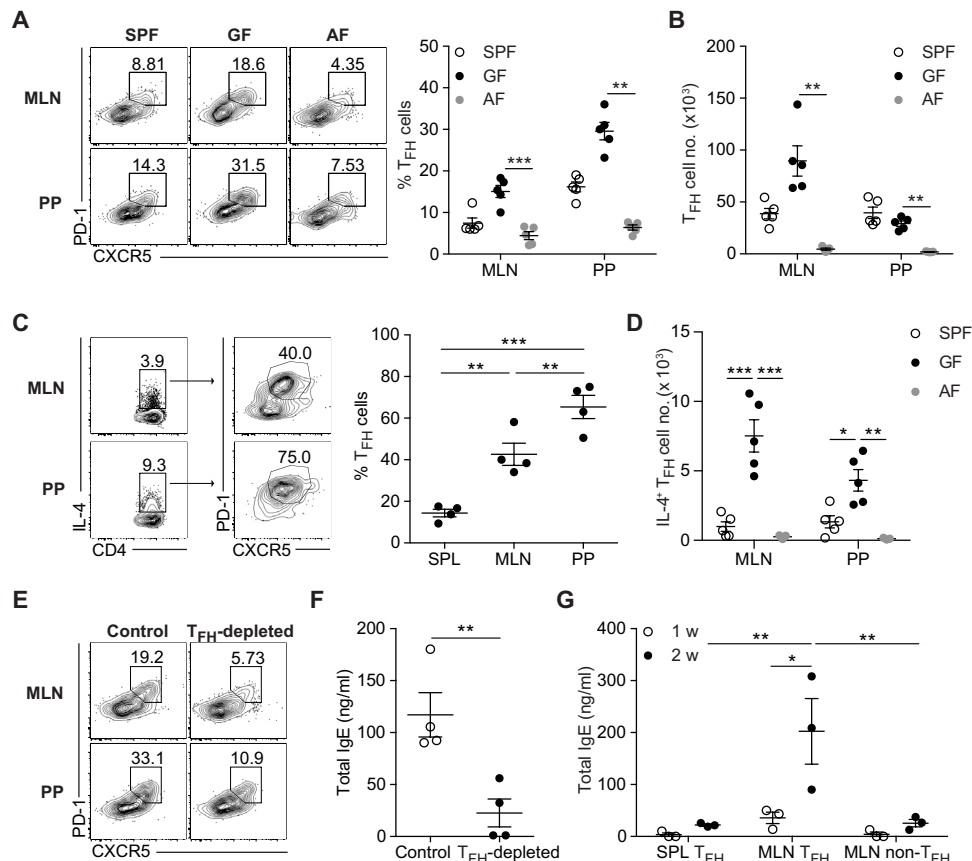 A
SPF GF AF
MLN 8.81 18.6 4.35
PP 14.3 31.5 7.53
PD-1
CXCR5
% TFH cells
50
40
30
20
10
0
SPF
GF
AF
***
**
MLN PP
B
TFH cell no. (x10³)
200
150
100
50
0
SPF
GF
AF
**
**
MLN PP
C
MLN 3.9 40.0
PP 9.3 75.0
IL-4
CD4
PD-1
CXCR5
% TFH cells
100
80
60
40
20
0
***
** **
SPL MLN PP
D
IL-4⁺ TFH cell no. (x 10³)
15
10
5
0
SPF
GF
AF
*** ***
* **
MLN PP
E
Control TFH-depleted
MLN 19.2 5.73
PP 33.1 10.9
PD-1
CXCR5
F
Total IgE (ng/ml)
200
150
100
50
0
**
Control TFH-depleted
G
Total IgE (ng/ml)
400
300
200
100
0
1 w
2 w
** **
*
SPL TFH MLN TFH MLN non-TFH